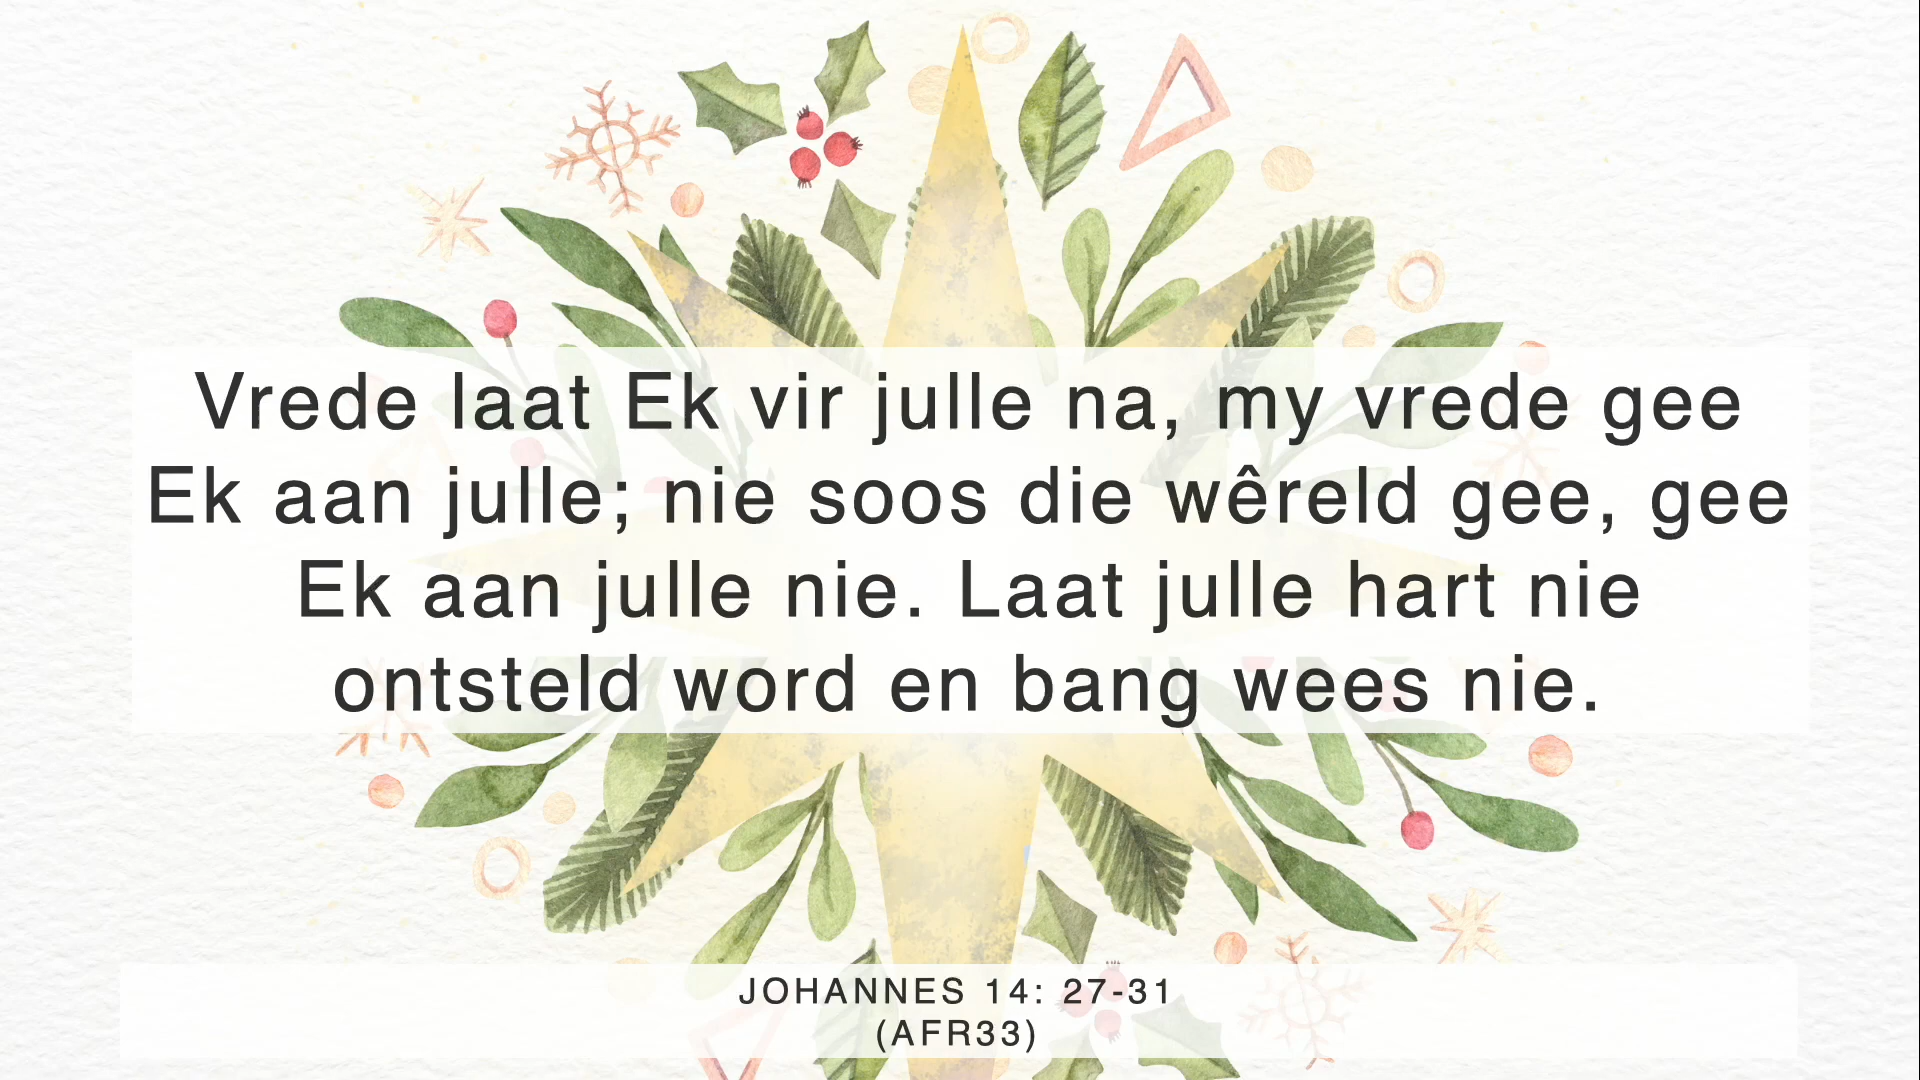 Vrede laat Ek vir julle na, my vrede gee
Ek aan julle; nie soos die wêreld gee, gee
Ek aan julle nie. Laat julle hart nie
ontsteld word en bang wees nie.
JOHANNES 14: 27-31
(AFR33)